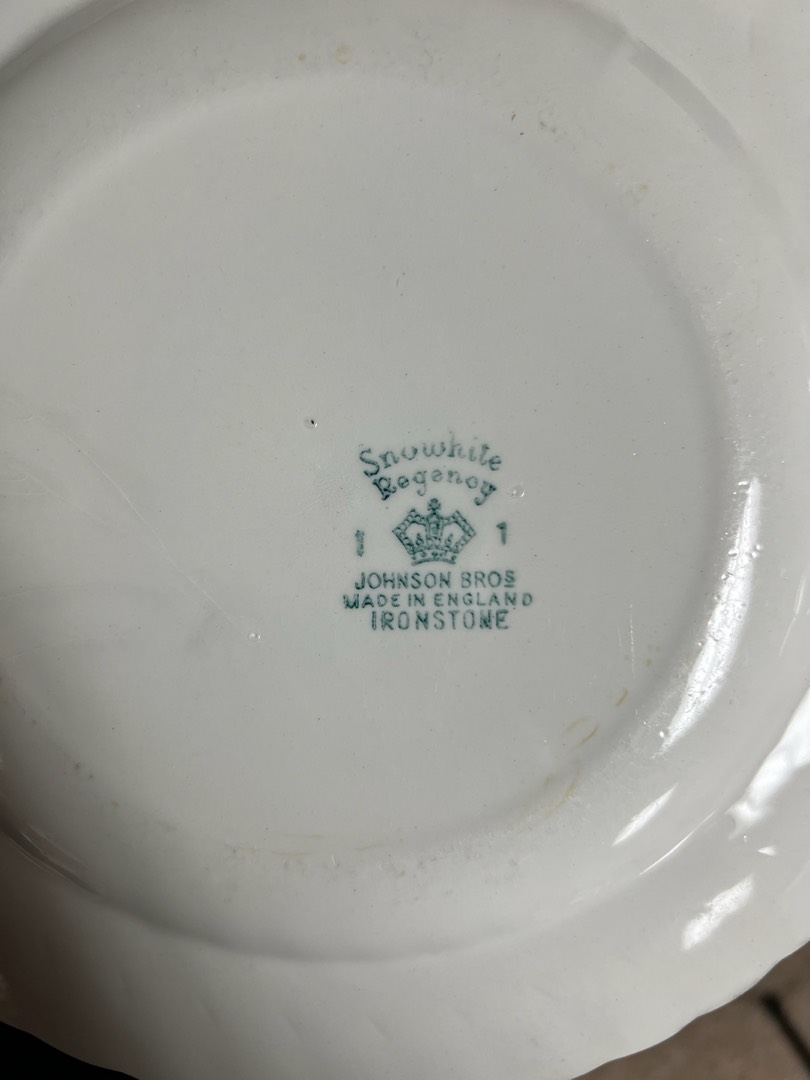 Snowhite
Regency
1 1
JOHNSON BROS
MADE IN ENGLAND
IRONSTONE